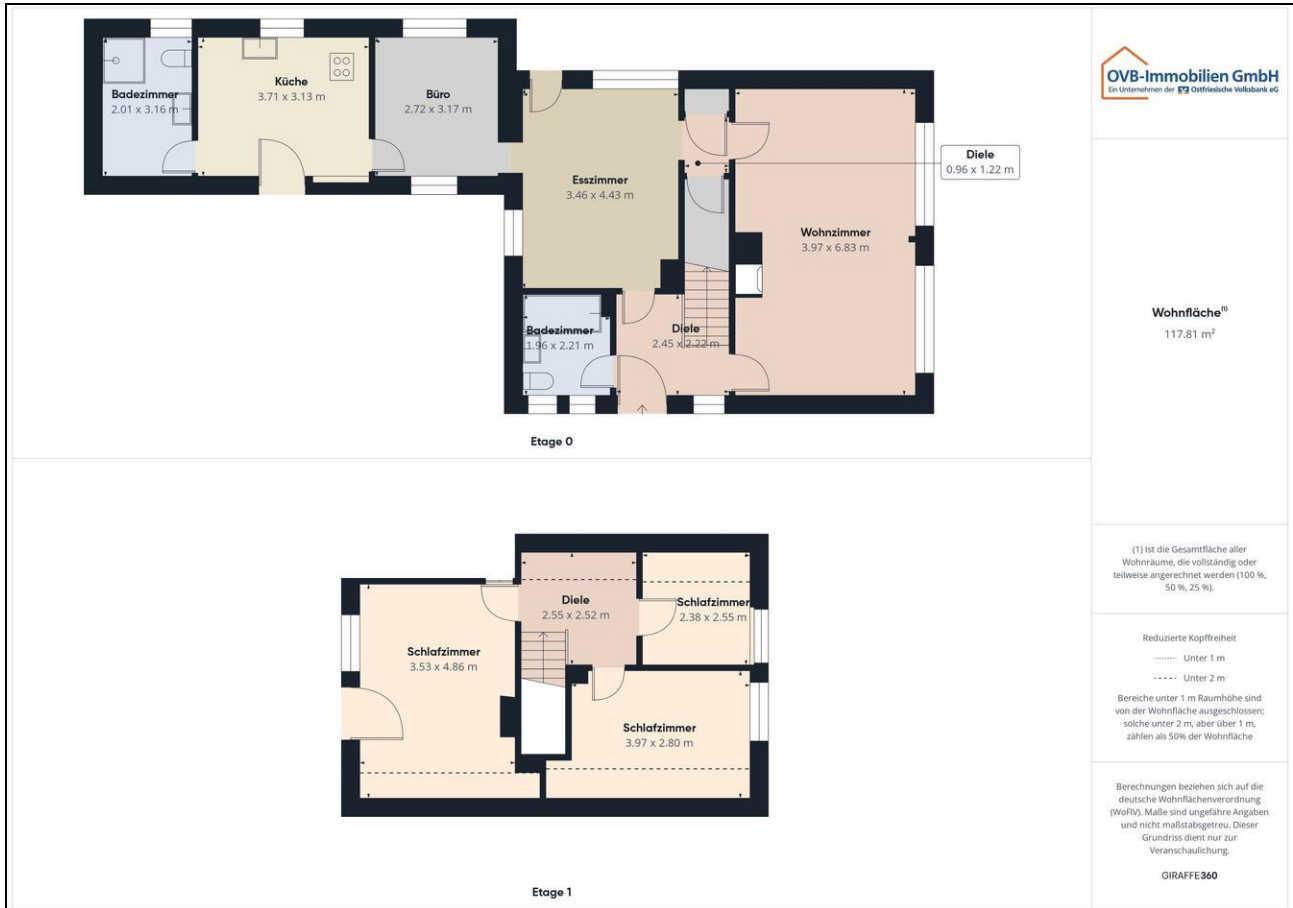 Badezimmer
2.01 x 3.16 m
Küche
3.71 x 3.13 m
Büro
2.72 x 3.17 m
Esszimmer
3.46 x 4.43 m
Diele
0.96 x 1.22 m
Wohnzimmer
3.97 x 6.83 m
Badezimmer
1.96 x 2.21 m
Diele
2.45 x 2.22 m
Etage 0
Diele
2.55 x 2.52 m
Schlafzimmer
2.38 x 2.55 m
Schlafzimmer
3.53 x 4.86 m
Schlafzimmer
3.97 x 2.80 m
Etage 1
OVB-Immobilien GmbH
Ein Unternehmen der Ostfriesische Volksbank eG
Wohnfläche(1)
117.81 m²
(1) Ist die Gesamtfläche aller
Wohnräume, die vollständig oder
teilweise angerechnet werden (100 %,
50 %, 25 %).
Reduzierte Kopffreiheit
Unter 1 m
Unter 2 m
Bereiche unter 1 m Raumhöhe sind
von der Wohnfläche ausgeschlossen;
solche unter 2 m, aber über 1 m,
zählen als 50% der Wohnfläche
Berechnungen beziehen sich auf die
deutsche Wohnflächenverordnung
(WoFlV). Maße sind ungefähre Angaben
und nicht maßstabsgetreu. Dieser
Grundriss dient nur zur
Veranschaulichung.
GIRAFFE360